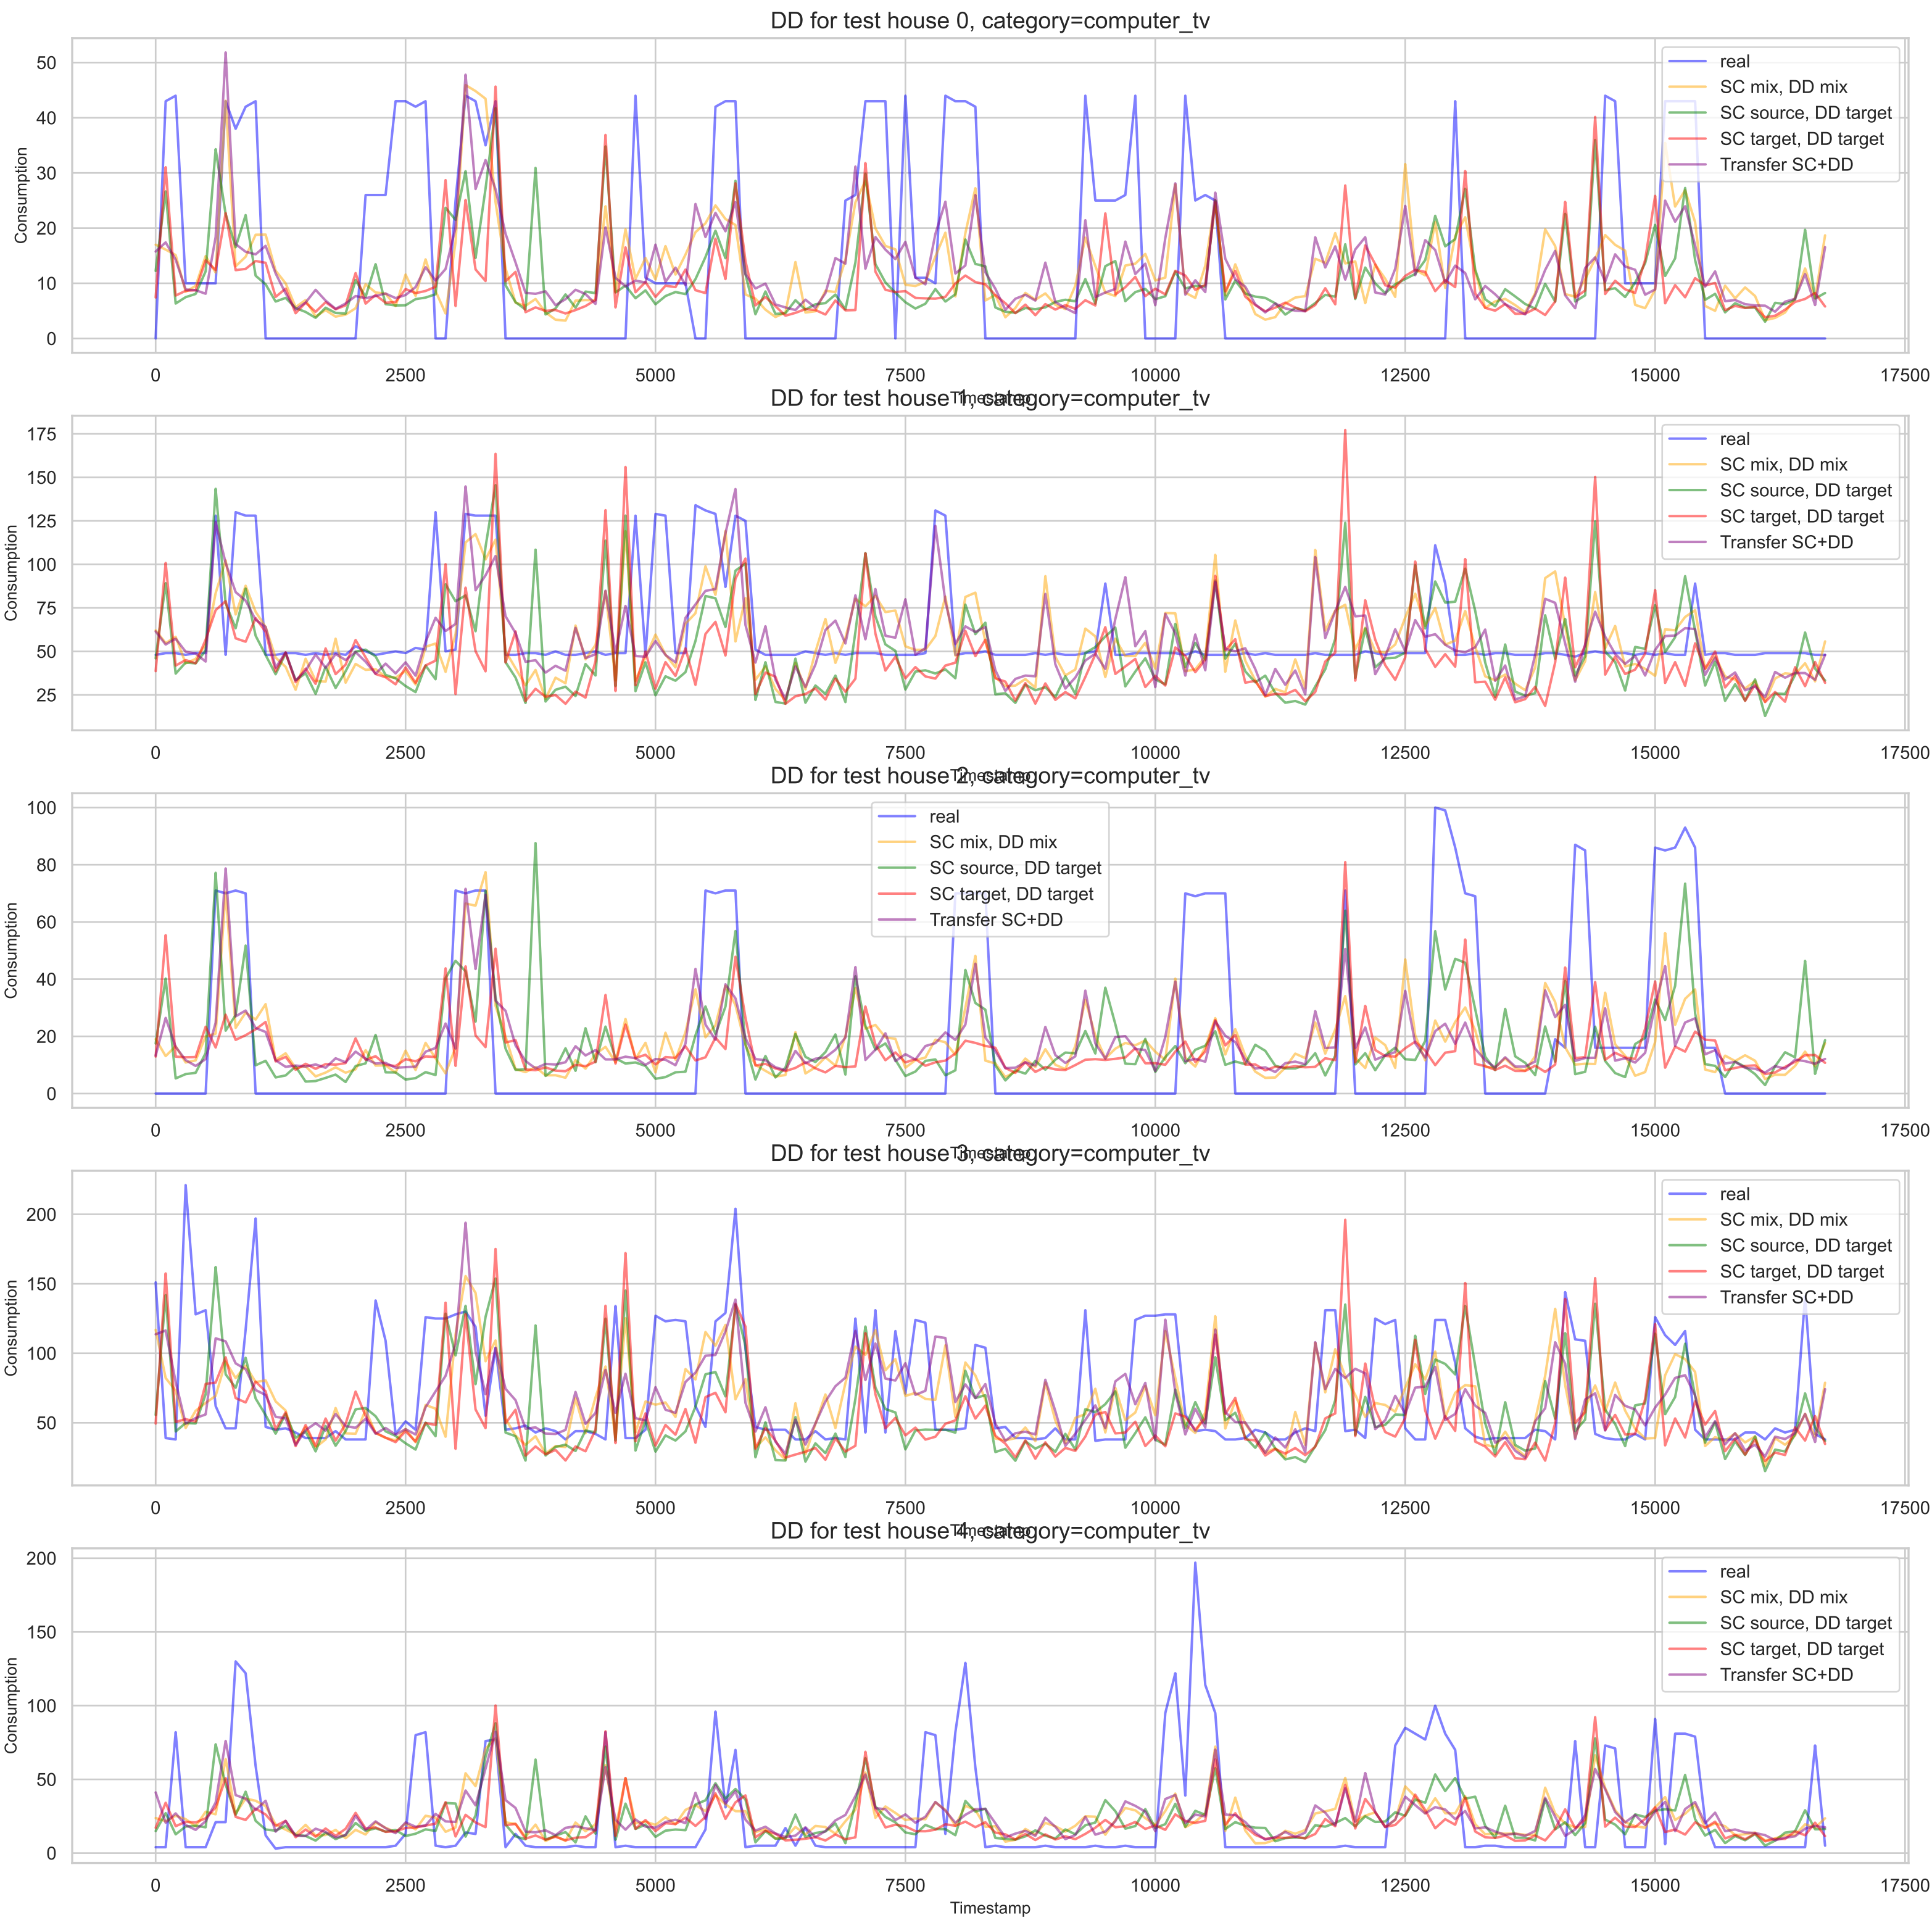 DD for test house 0, category=computer_tv
Consumption
50
40
30
20
10
0
real
SC mix, DD mix
SC source, DD target
SC target, DD target
Transfer SC+DD
0 2500 5000 7500 10000 12500 15000 17500
Timestamp
DD for test house 1, category=computer_tv
Consumption
175
150
125
100
75
50
25
real
SC mix, DD mix
SC source, DD target
SC target, DD target
Transfer SC+DD
0 2500 5000 7500 10000 12500 15000 17500
Timestamp
DD for test house 2, category=computer_tv
Consumption
100
80
60
40
20
0
real
SC mix, DD mix
SC source, DD target
SC target, DD target
Transfer SC+DD
0 2500 5000 7500 10000 12500 15000 17500
Timestamp
DD for test house 3, category=computer_tv
Consumption
200
150
100
50
real
SC mix, DD mix
SC source, DD target
SC target, DD target
Transfer SC+DD
0 2500 5000 7500 10000 12500 15000 17500
Timestamp
DD for test house 4, category=computer_tv
Consumption
200
150
100
50
0
real
SC mix, DD mix
SC source, DD target
SC target, DD target
Transfer SC+DD
0 2500 5000 7500 10000 12500 15000 17500
Timestamp